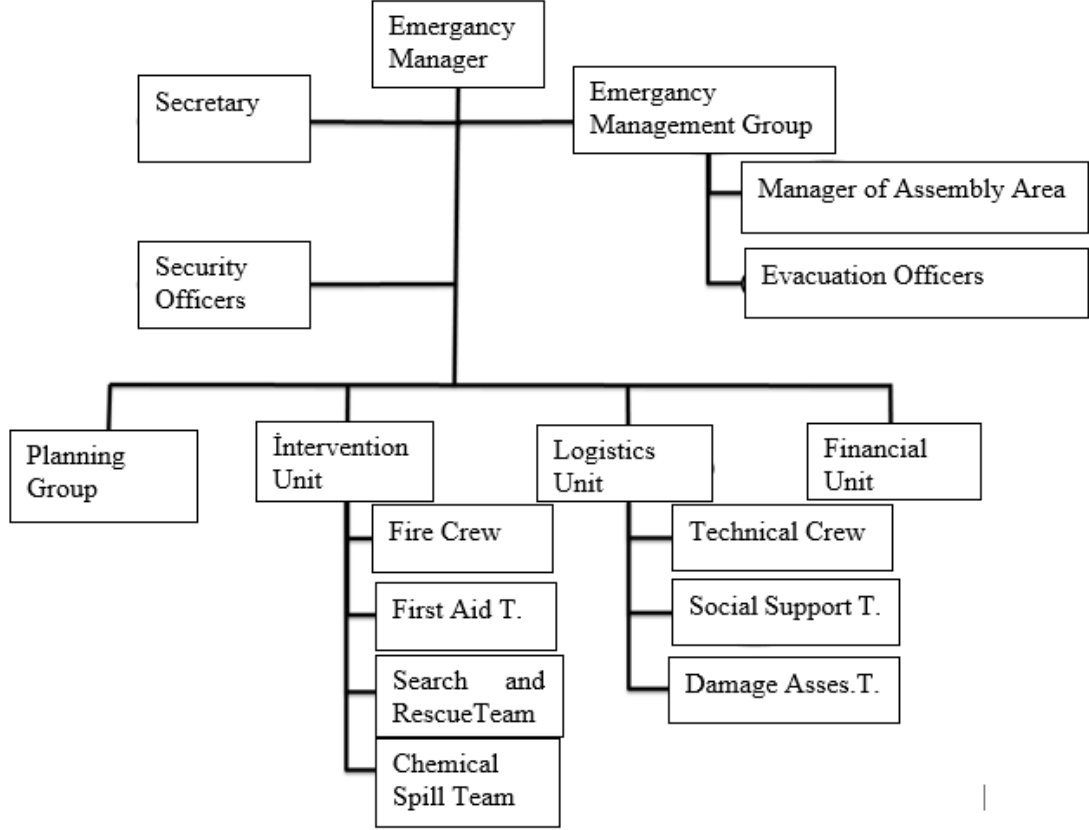 Emergancy
Manager
Secretary
Emergancy
Management Group
Manager of Assembly Area
Security
Officers
Evacuation Officers
Planning
Group
İntervention
Unit
Logistics
Unit
Financial
Unit
Fire Crew
Technical Crew
First Aid T.
Social Support T.
Search and
RescueTeam
Damage Asses.T.
Chemical
Spill Team